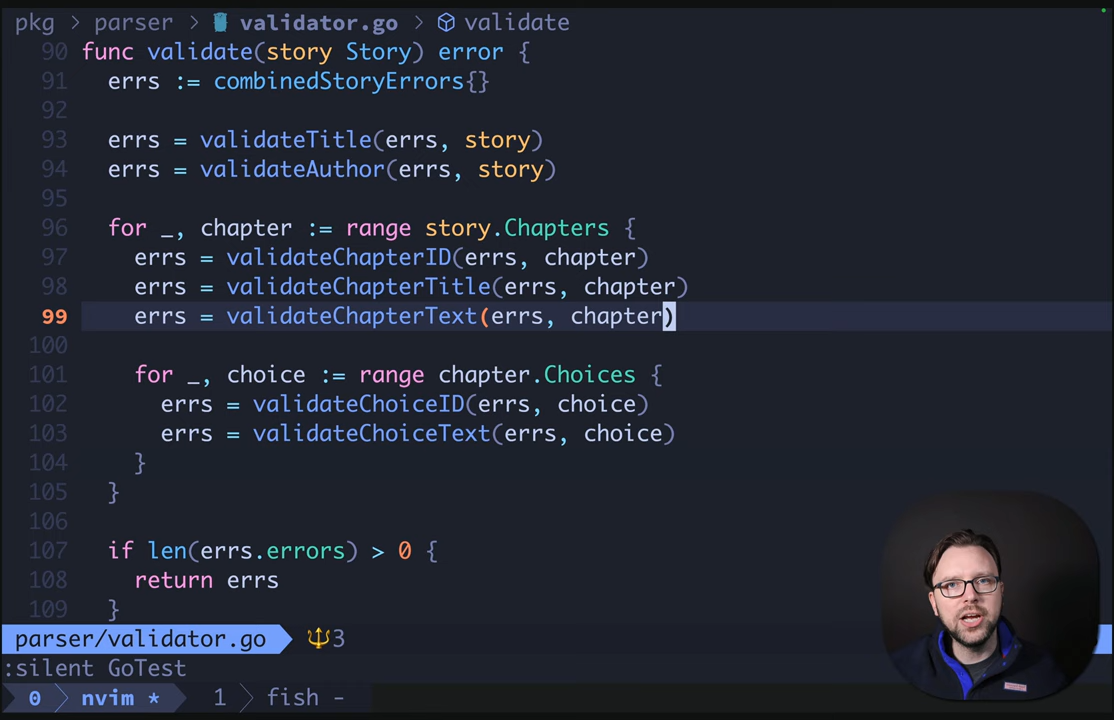 pkg > parser > validator.go > validate
90 func validate(story Story) error {
91 errs := combinedStoryErrors{}
92
93 errs = validateTitle(errs, story)
94 errs = validateAuthor(errs, story)
95
96 for _, chapter := range story.Chapters {
97 errs = validateChapterID(errs, chapter)
98 errs = validateChapterTitle(errs, chapter)
99 errs = validateChapterText(errs, chapter)
100
101 for _, choice := range chapter.Choices {
102 errs = validateChoiceID(errs, choice)
103 errs = validateChoiceText(errs, choice)
104 }
105 }
106
107 if len(errs.errors) > 0 {
108 return errs
109 }
parser/validator.go 3
:silent GoTest
0 nvim * 1 fish -